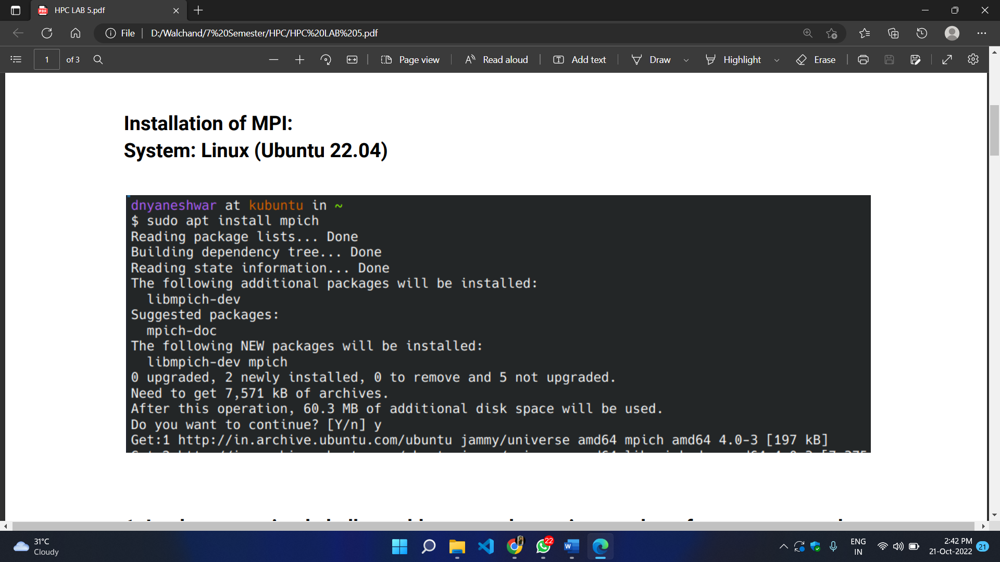 HPC LAB 5.pdf
File
D:/Walchand/7%20Semester/HPC/HPC%20LAB%205.pdf
1 of 3
Page view
Read aloud
Add text
Draw
Highlight
Erase
Installation of MPI:
System: Linux (Ubuntu 22.04)
dnyaneshwar at kubuntu in ~
$ sudo apt install mpich
Reading package lists... Done
Building dependency tree... Done
Reading state information... Done
The following additional packages will be installed:
libmpich-dev
Suggested packages:
mpich-doc
The following NEW packages will be installed:
libmpich-dev mpich
0 upgraded, 2 newly installed, 0 to remove and 5 not upgraded.
Need to get 7,571 kB of archives.
After this operation, 60.3 MB of additional disk space will be used.
Do you want to continue? [Y/n] y
Get:1 http://in.archive.ubuntu.com/ubuntu jammy/universe amd64 mpich amd64 4.0-3 [197 kB]
31°C
Cloudy
22
ENG
IN
2:42 PM
21-Oct-2022
21